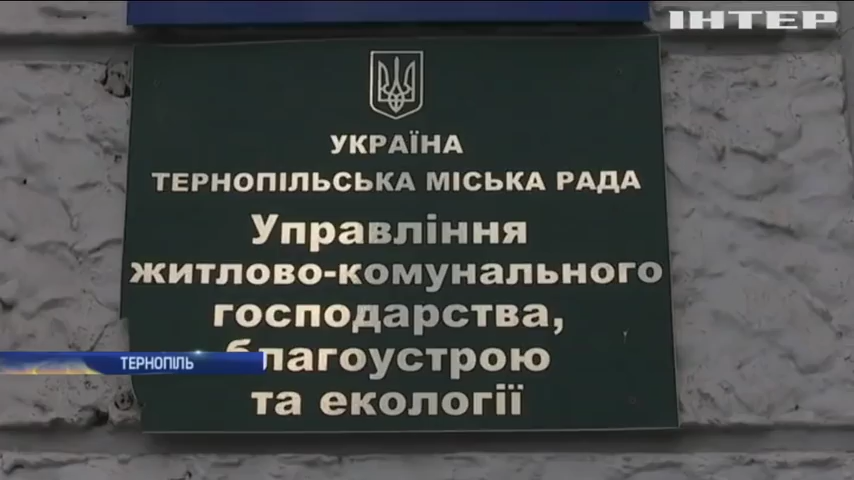 ІНТЕР
УКРАЇНА
ТЕРНОПІЛЬСЬКА МІСЬКА РАДА
Управління
житлово-комунального
господарства,
благоустрою
та екології
ТЕРНОПІЛЬ